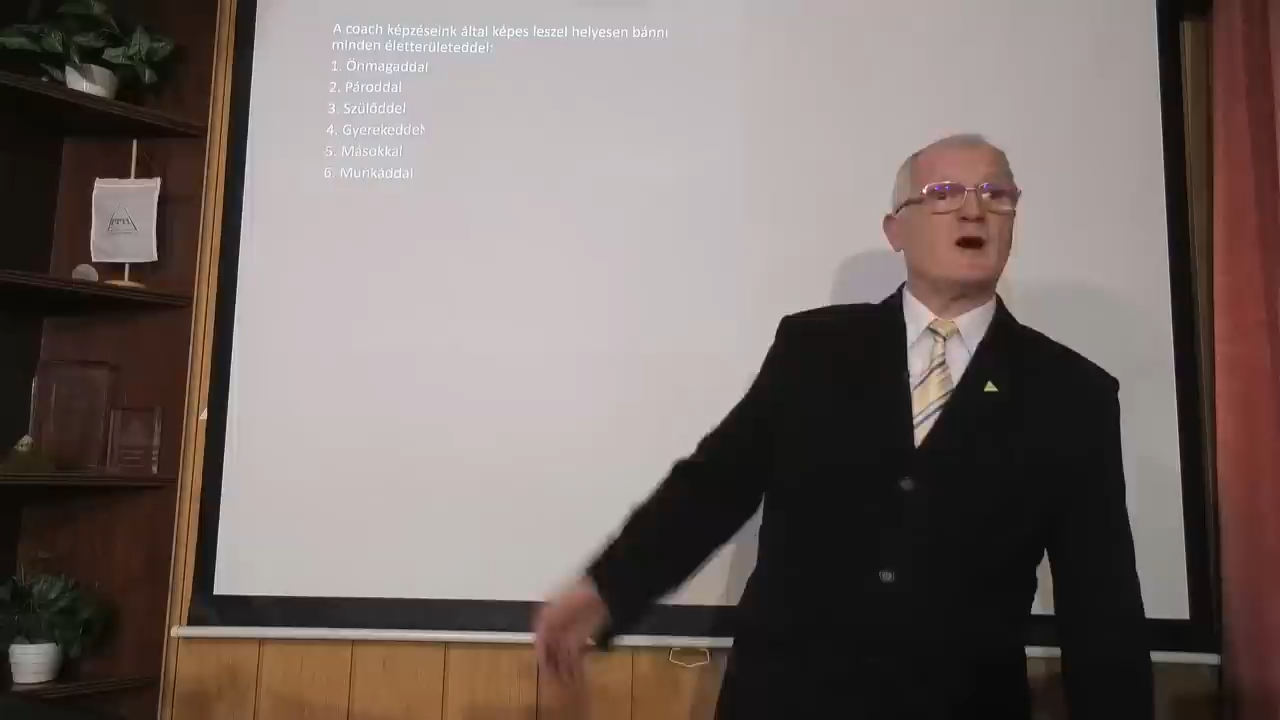 A coach képzéseink által képes leszel helyesen bánni
minden életterületeddel:
1. Önmagaddal
2. Pároddal
3. Szülőddel
4. Gyerekeddel
5. Másokkal
6. Munkáddal